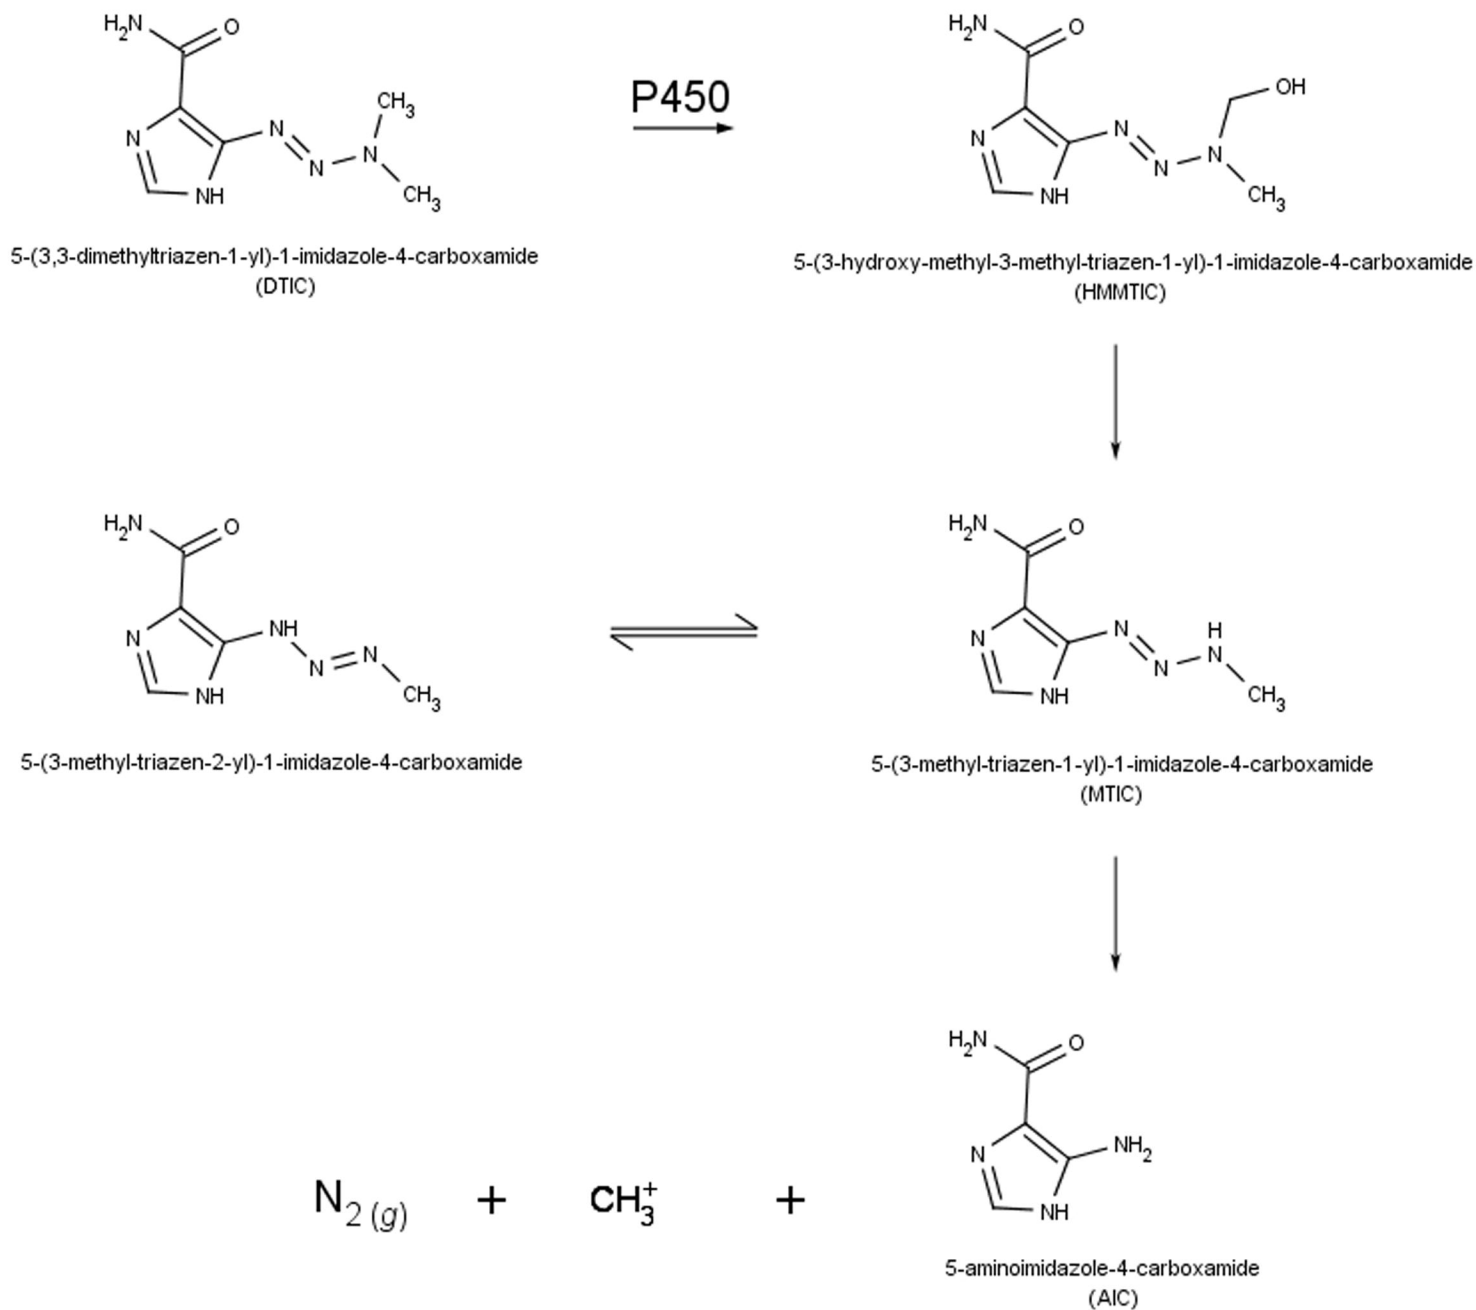 H2N O
N N N N NH CH3 CH3
5-(3,3-dimethyltriazen-1-yl)-1-imidazole-4-carboxamide
(DTIC)
P450
H2N O
N N N N NH OH CH3
5-(3-hydroxy-methyl-3-methyl-triazen-1-yl)-1-imidazole-4-carboxamide
(HMMTIC)
H2N O
N NH N N NH CH3
5-(3-methyl-triazen-2-yl)-1-imidazole-4-carboxamide
H2N O
N N N H N NH CH3
5-(3-methyl-triazen-1-yl)-1-imidazole-4-carboxamide
(MTIC)
N2 (g) + CH3+ +
H2N O
N NH2 NH
5-aminoimidazole-4-carboxamide
(AIC)